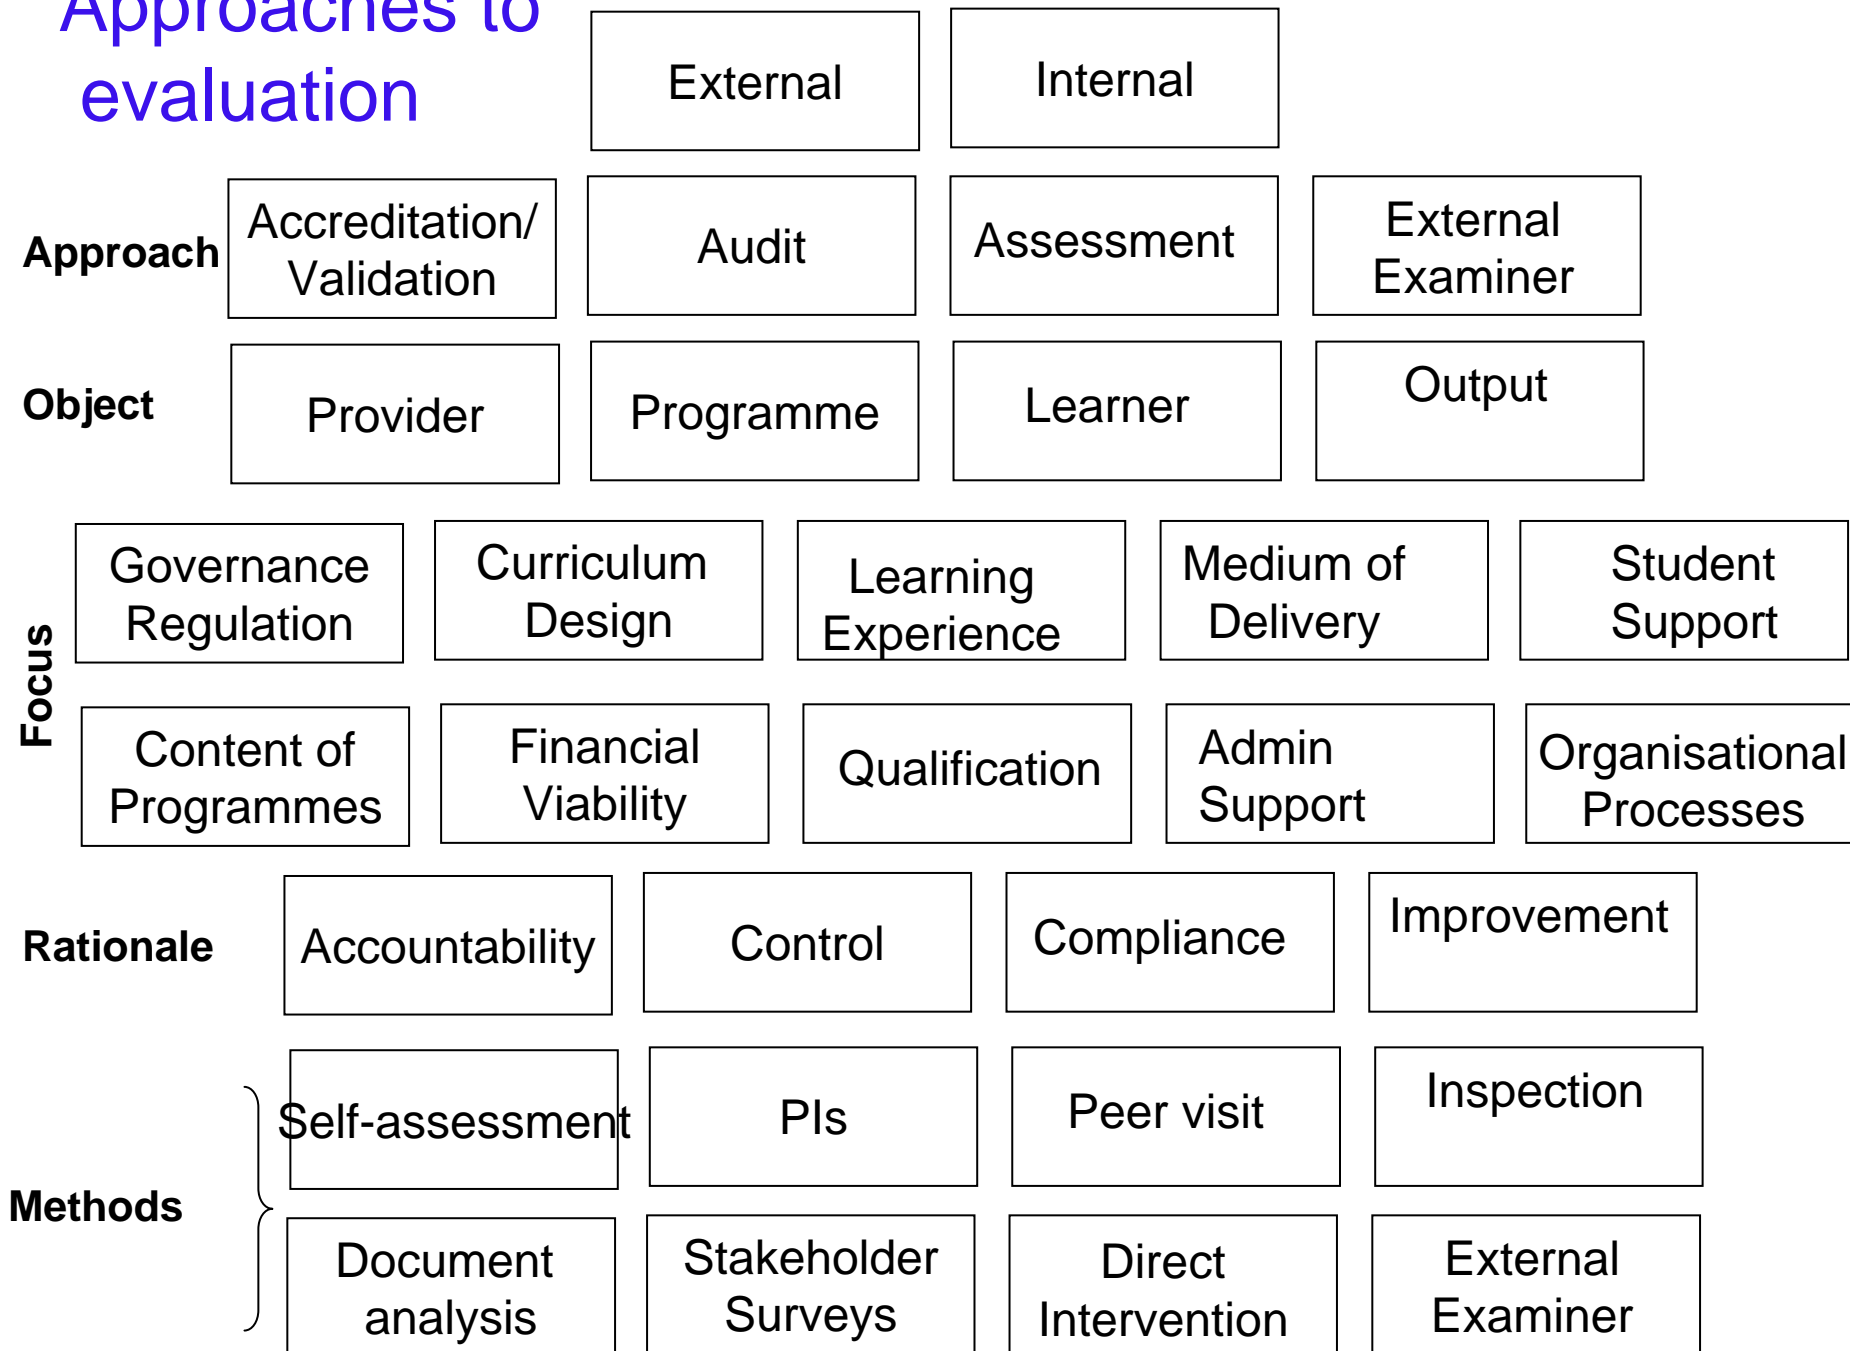 Approaches to
evaluation
External
Internal
Approach
Accreditation/
Validation
Audit
Assessment
External
Examiner
Object
Provider
Programme
Learner
Output
Focus
Governance
Regulation
Curriculum
Design
Learning
Experience
Medium of
Delivery
Student
Support
Content of
Programmes
Financial
Viability
Qualification
Admin
Support
Organisational
Processes
Rationale
Accountability
Control
Compliance
Improvement
Methods
Self-assessment
PIs
Peer visit
Inspection
Document
analysis
Stakeholder
Surveys
Direct
Intervention
External
Examiner